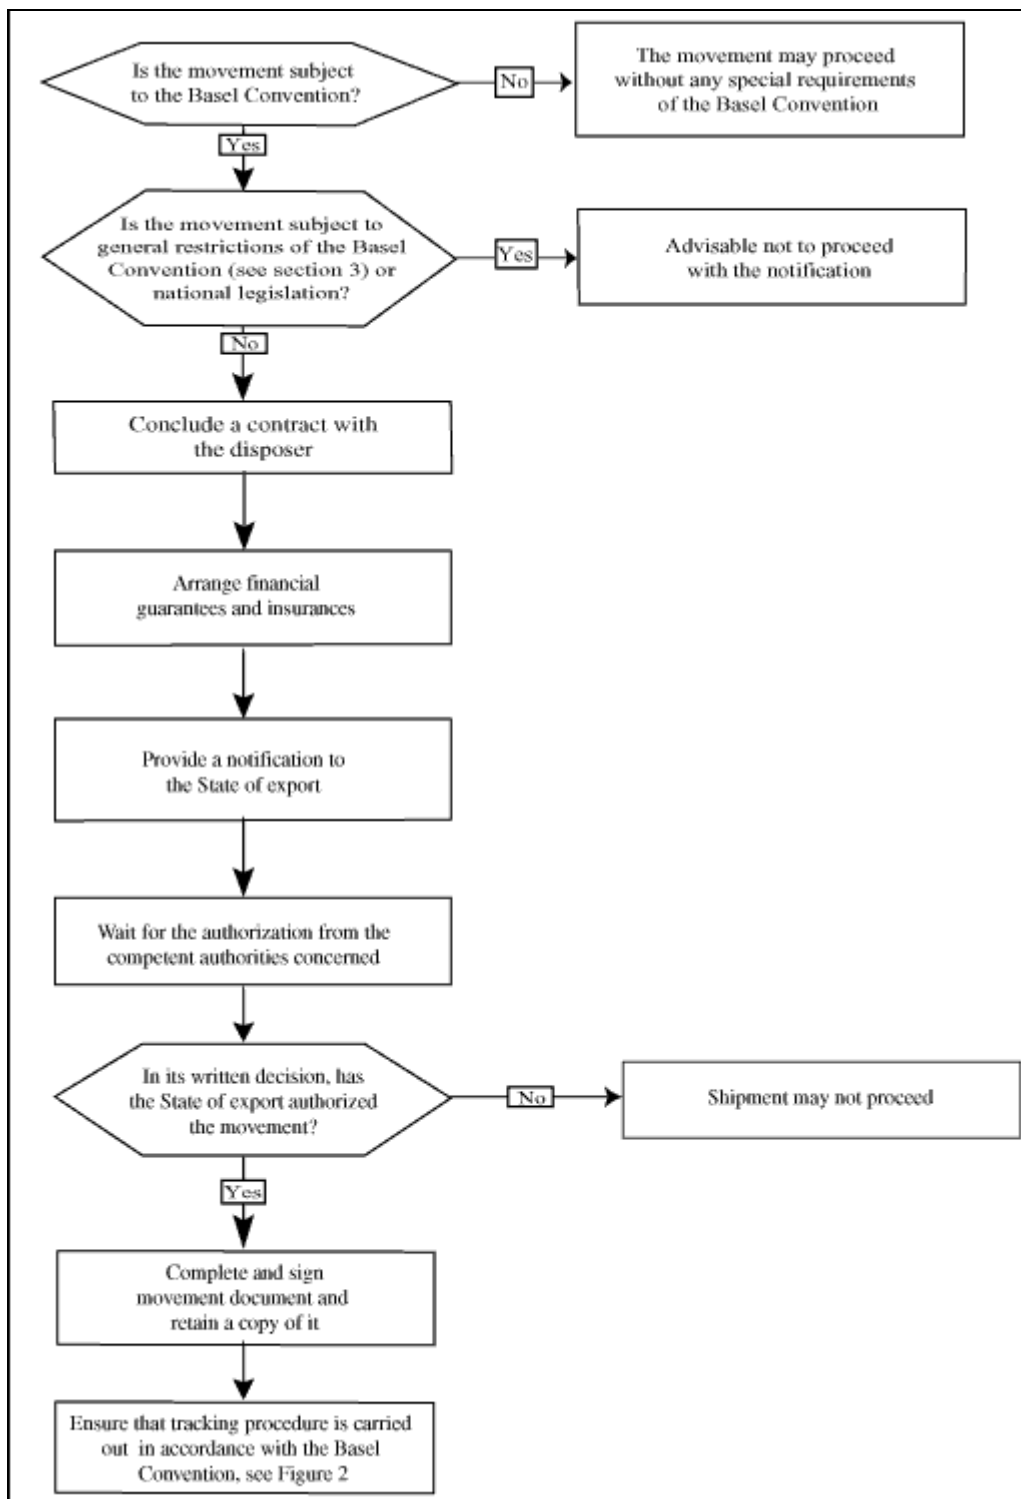 Is the movement subject
to the Basel Convention?
No
The movement may proceed
without any special requirements
of the Basel Convention
Yes
Is the movement subject to
general restrictions of the Basel
Convention (see section 3) or
national legislation?
Yes
Advisable not to proceed
with the notification
No
Conclude a contract with
the disposer
Arrange financial
guarantees and insurances
Provide a notification to
the State of export
Wait for the authorization from the
competent authorities concerned
In its written decision, has
the State of export authorized
the movement?
No
Shipment may not proceed
Yes
Complete and sign
movement document and
retain a copy of it
Ensure that tracking procedure is carried
out in accordance with the Basel
Convention, see Figure 2